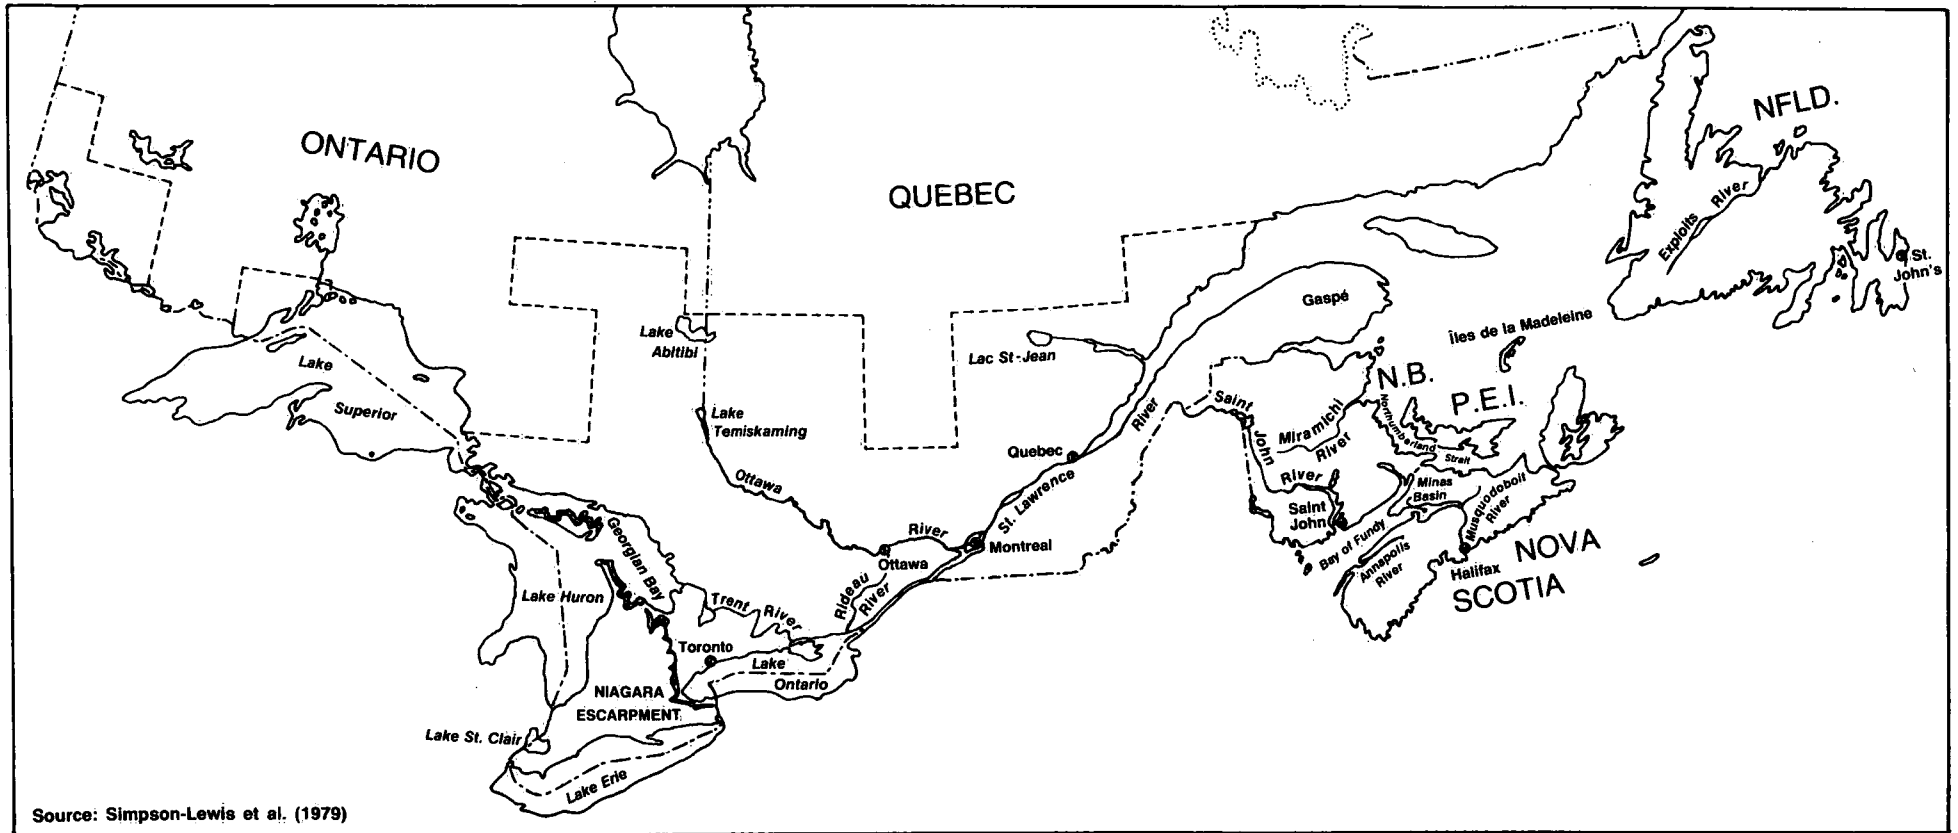 NFLD.
ONTARIO
QUEBEC
Exploits River
St.
John's
Gaspé
Îles de la Madeleine
Lake
Abitibi
Lac St-Jean
Lake
Superior
N.B.
P.E.I.
Lake
Temiskaming
Saint
John
River
Miramichi
River
Northumberland
Strait
Quebec
River
St. Lawrence
Ottawa
River
Minas
Basin
Musquodoboit
River
Saint
John
Bay of Fundy
Annapolis
River
Halifax
NOVA
SCOTIA
Montreal
Ottawa
Georgian Bay
Lake Huron
Rideau
River
Trent River
Toronto
Lake
Ontario
NIAGARA
ESCARPMENT
Lake St. Clair
Lake Erie
Source: Simpson-Lewis et al. (1979)